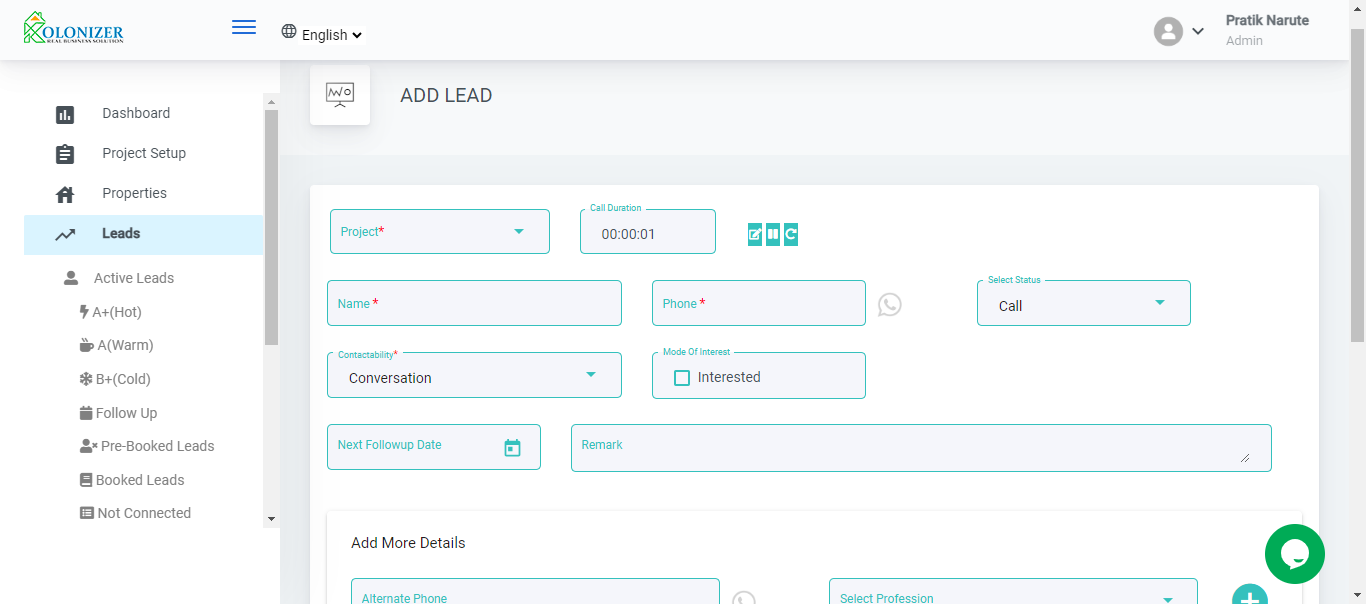 KOLONIZER
REAL BUSINESS SOLUTION
English
Pratik Narute
Admin
Dashboard
Project Setup
Properties
Leads
Active Leads
A+(Hot)
A(Warm)
B+(Cold)
Follow Up
Pre-Booked Leads
Booked Leads
Not Connected
ADD LEAD
Project*
Call Duration
00:00:01
Name *
Phone *
Select Status
Call
Contactability*
Conversation
Mode Of Interest
Interested
Next Followup Date
Remark
Add More Details
Alternate Phone
Select Profession